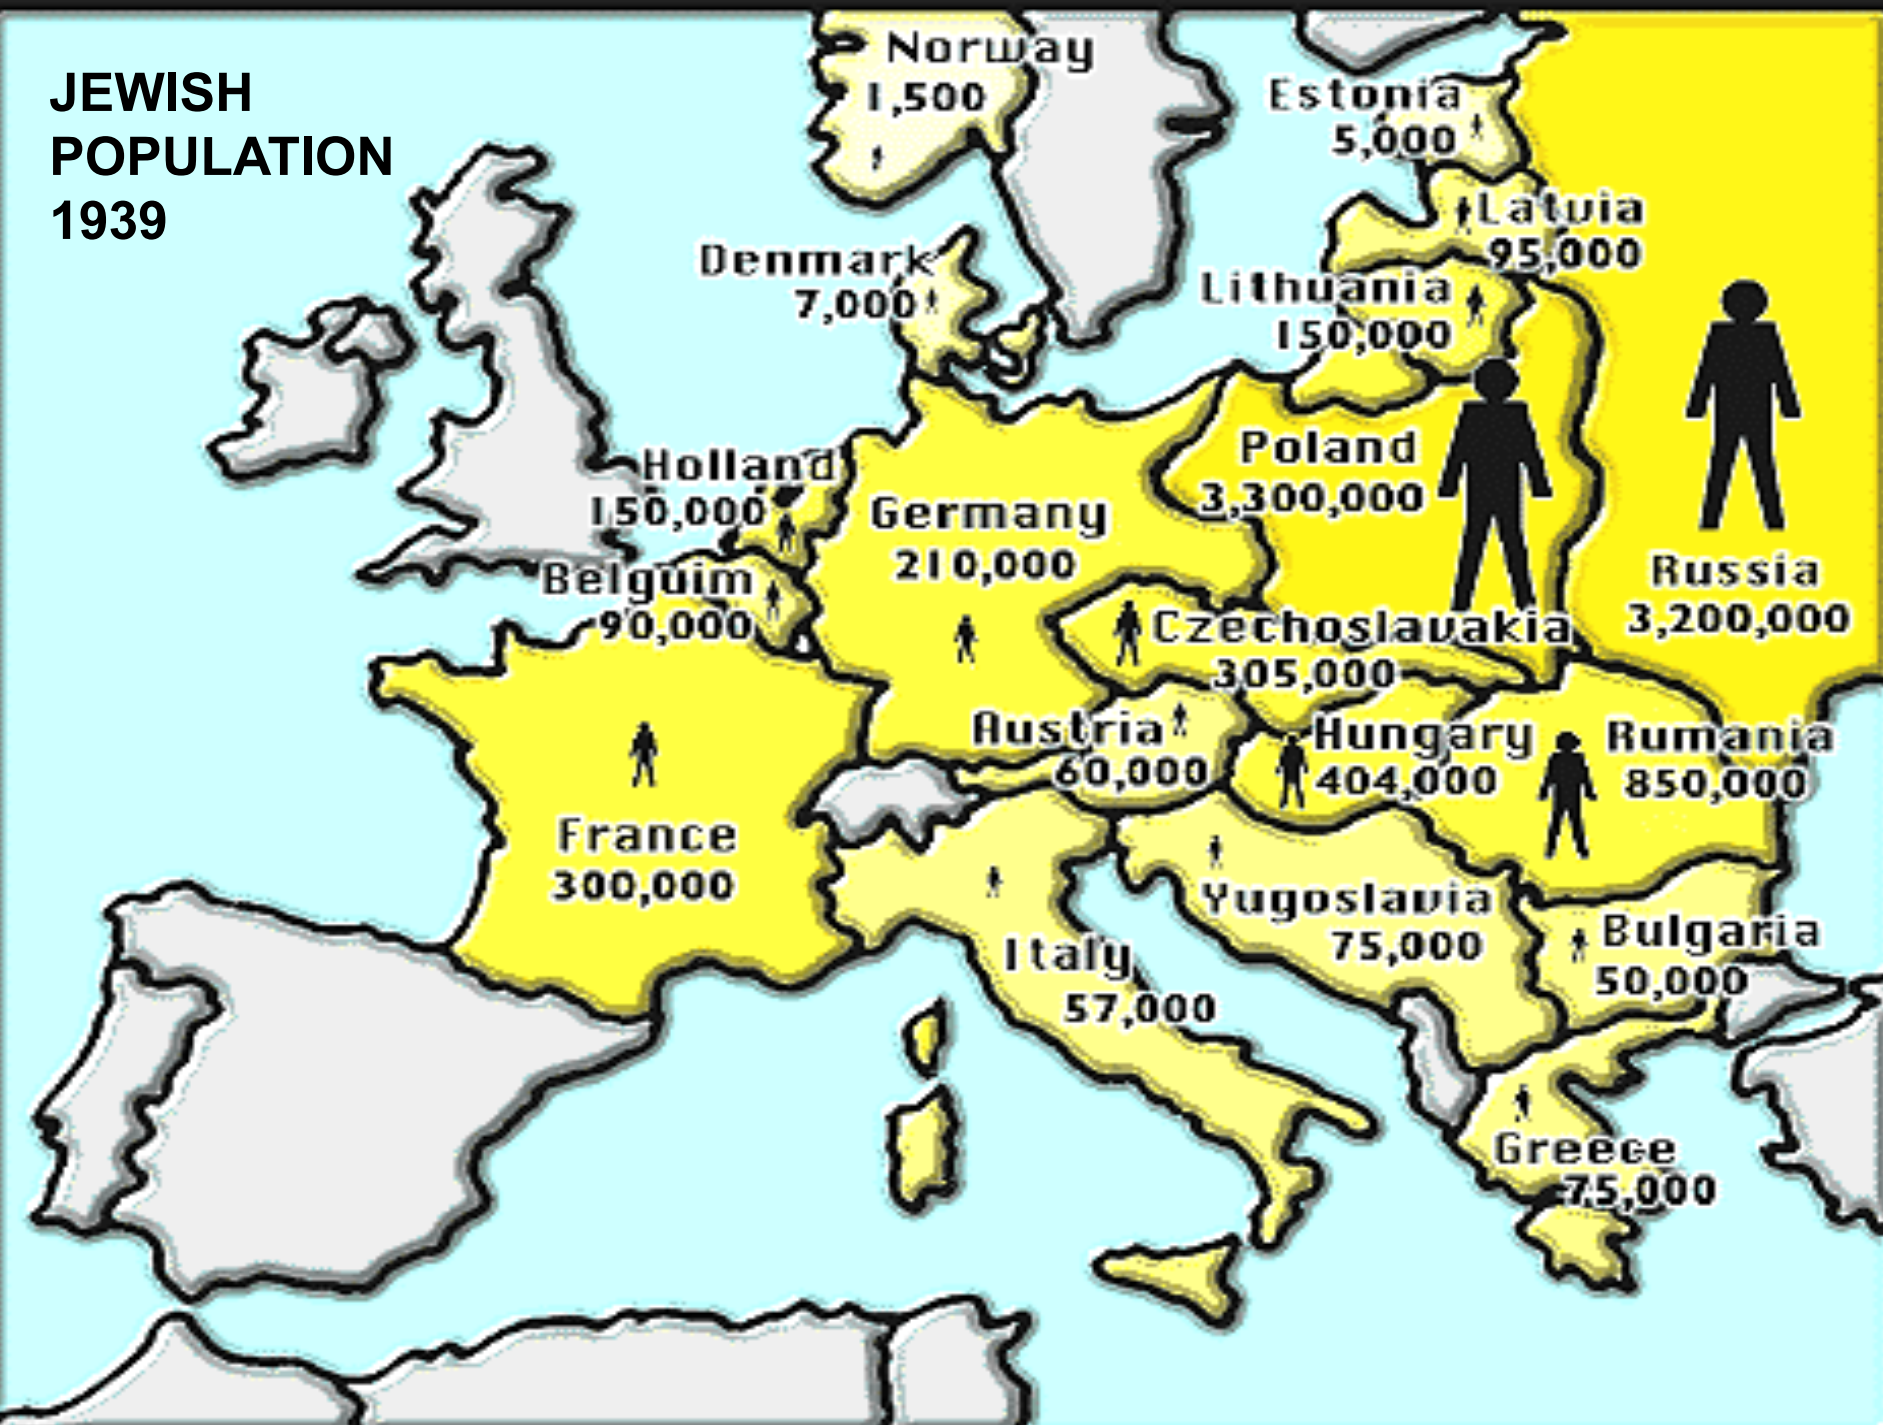 JEWISH
POPULATION
1939
Norway
1,500
Estonia
5,000
Latvia
95,000
Denmark
7,000
Lithuania
150,000
Holland
150,000
Poland
3,300,000
Germany
210,000
Russia
3,200,000
Belguim
90,000
Czechoslavakia
305,000
Austria
60,000
Hungary
404,000
Rumania
850,000
France
300,000
Yugoslavia
75,000
Bulgaria
50,000
Italy
57,000
Greece
75,000